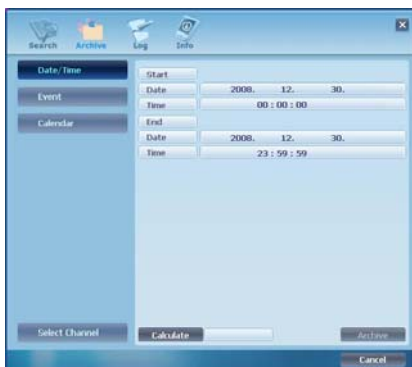 Search Archive Log Info
Date/Time
Event
Calendar
Start
Date 2008. 12. 30.
Time 00 : 00 : 00
End
Date 2008. 12. 30.
Time 23 : 59 : 59
Select Channel
Calculate
Archive
Cancel